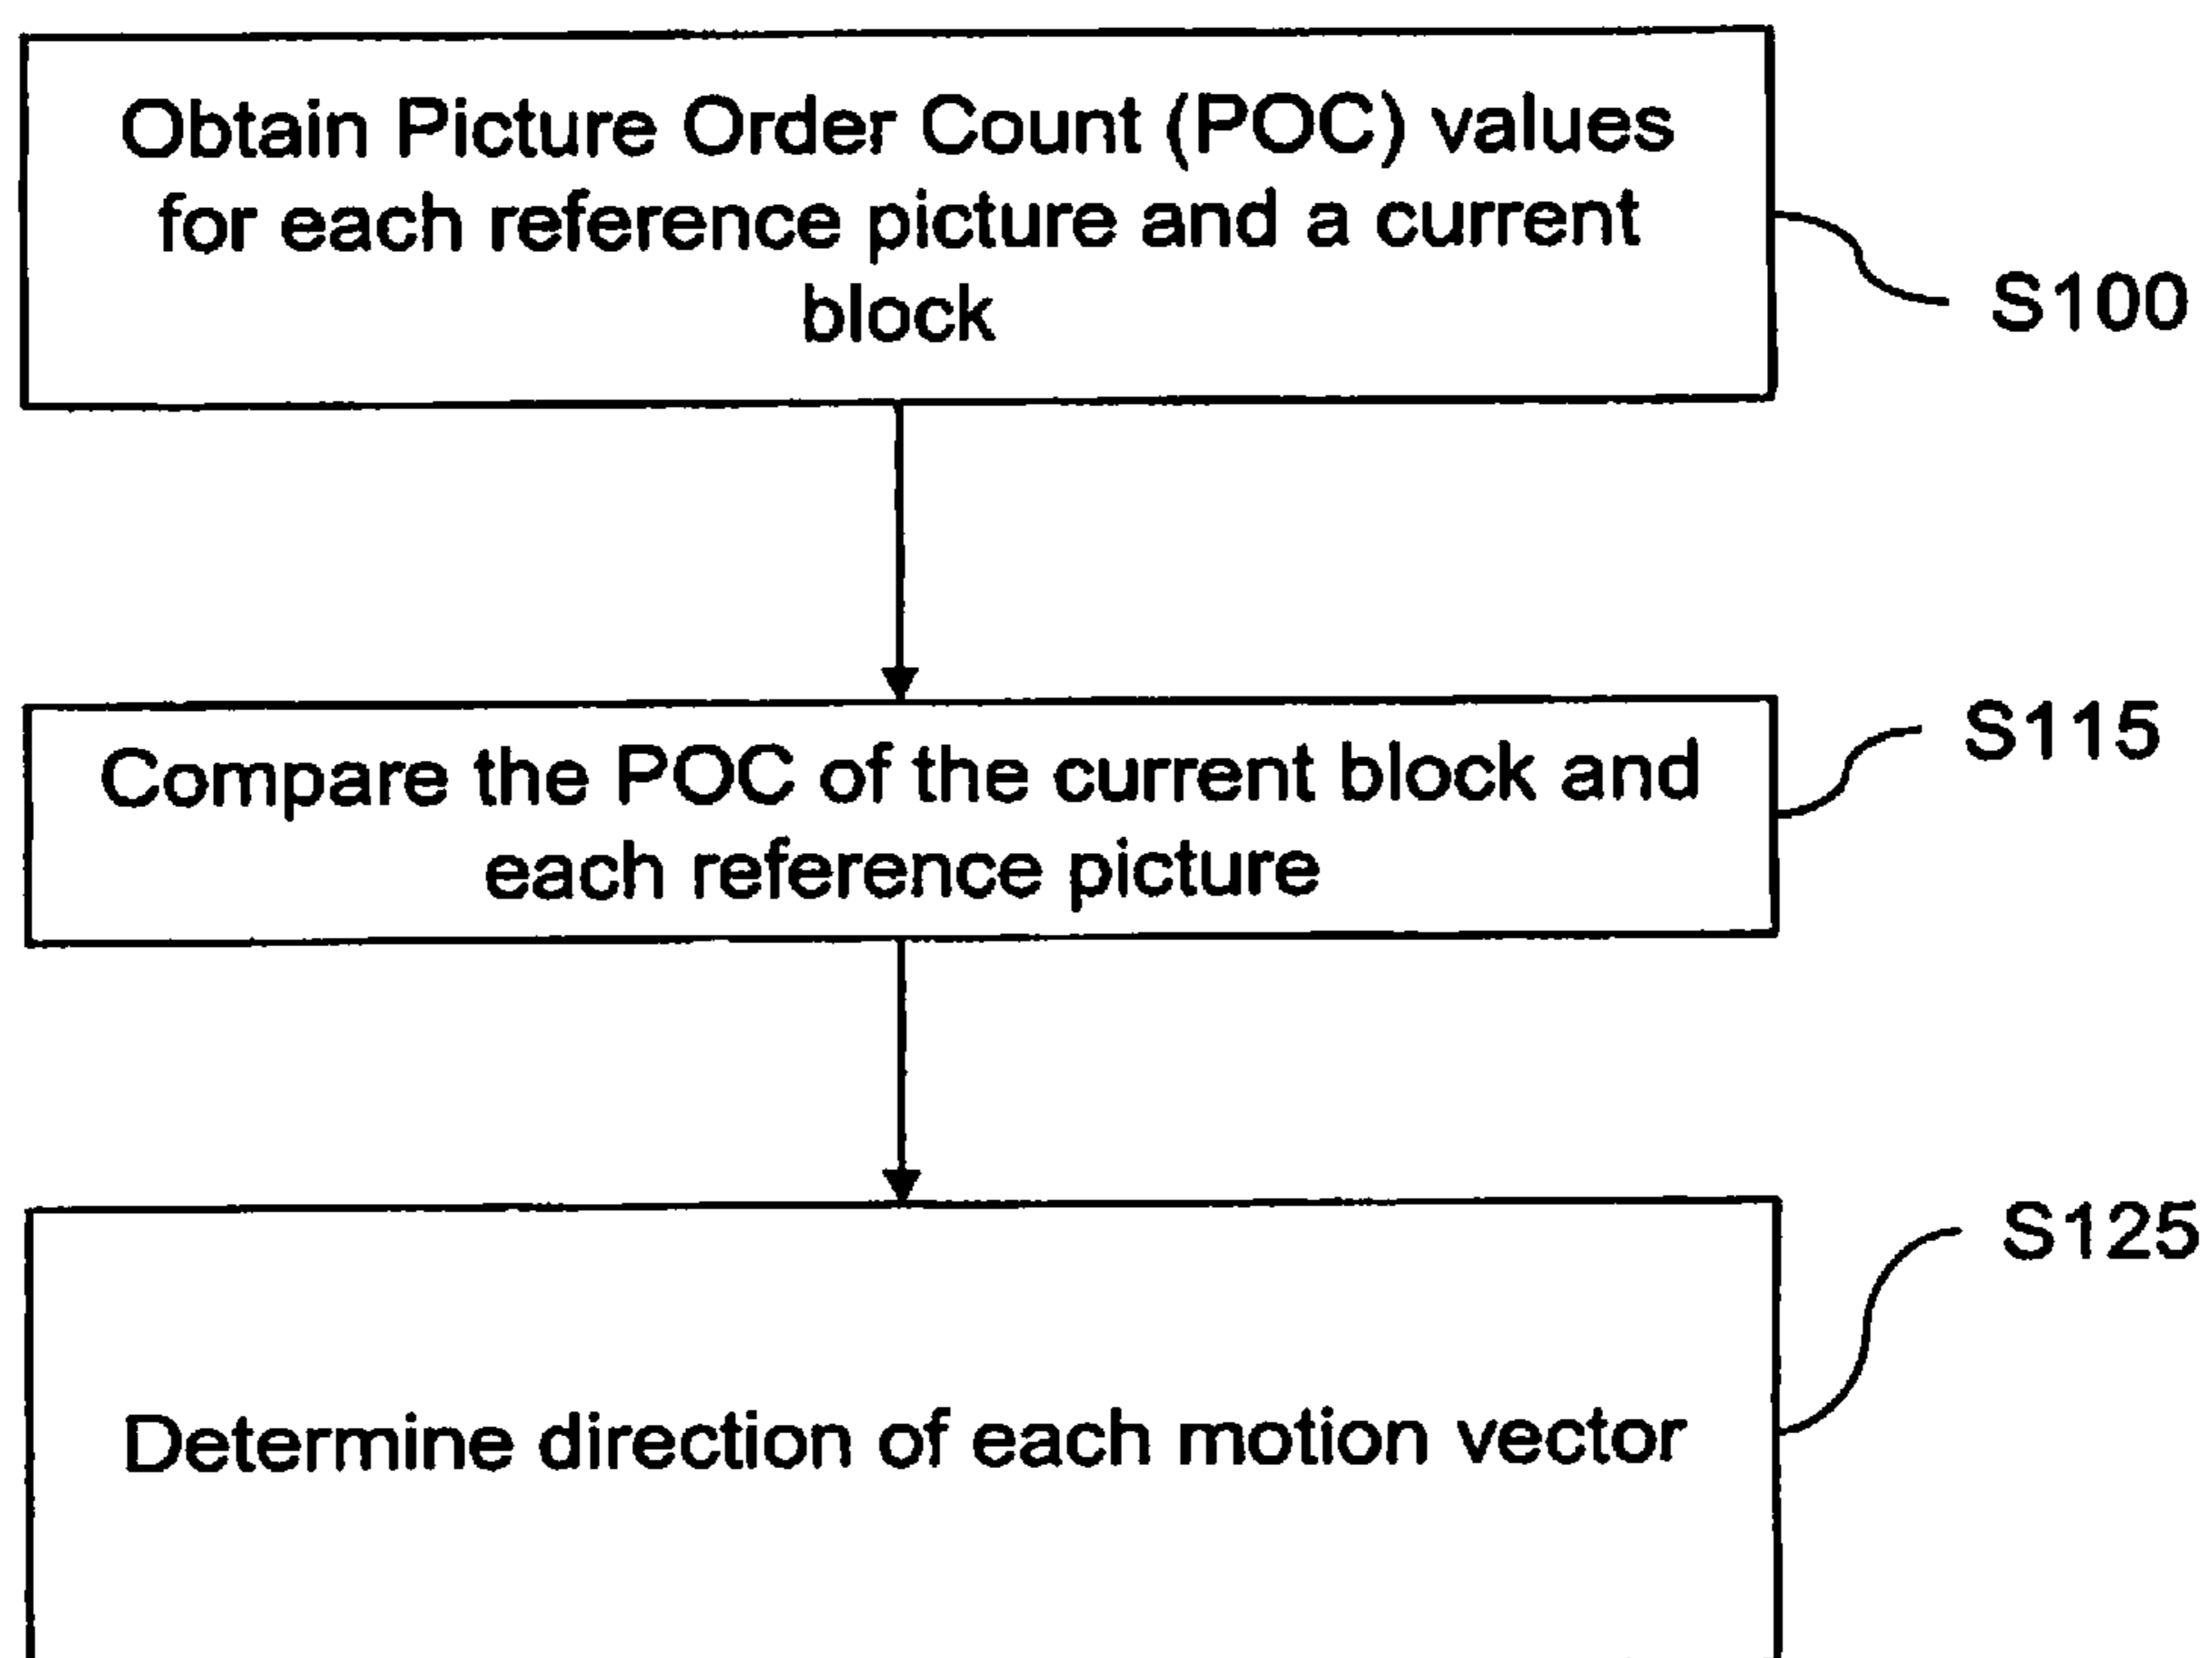 Obtain Picture Order Count (POC) values
for each reference picture and a current
block
S100
S115
Compare the POC of the current block and
each reference picture
S125
Determine direction of each motion vector